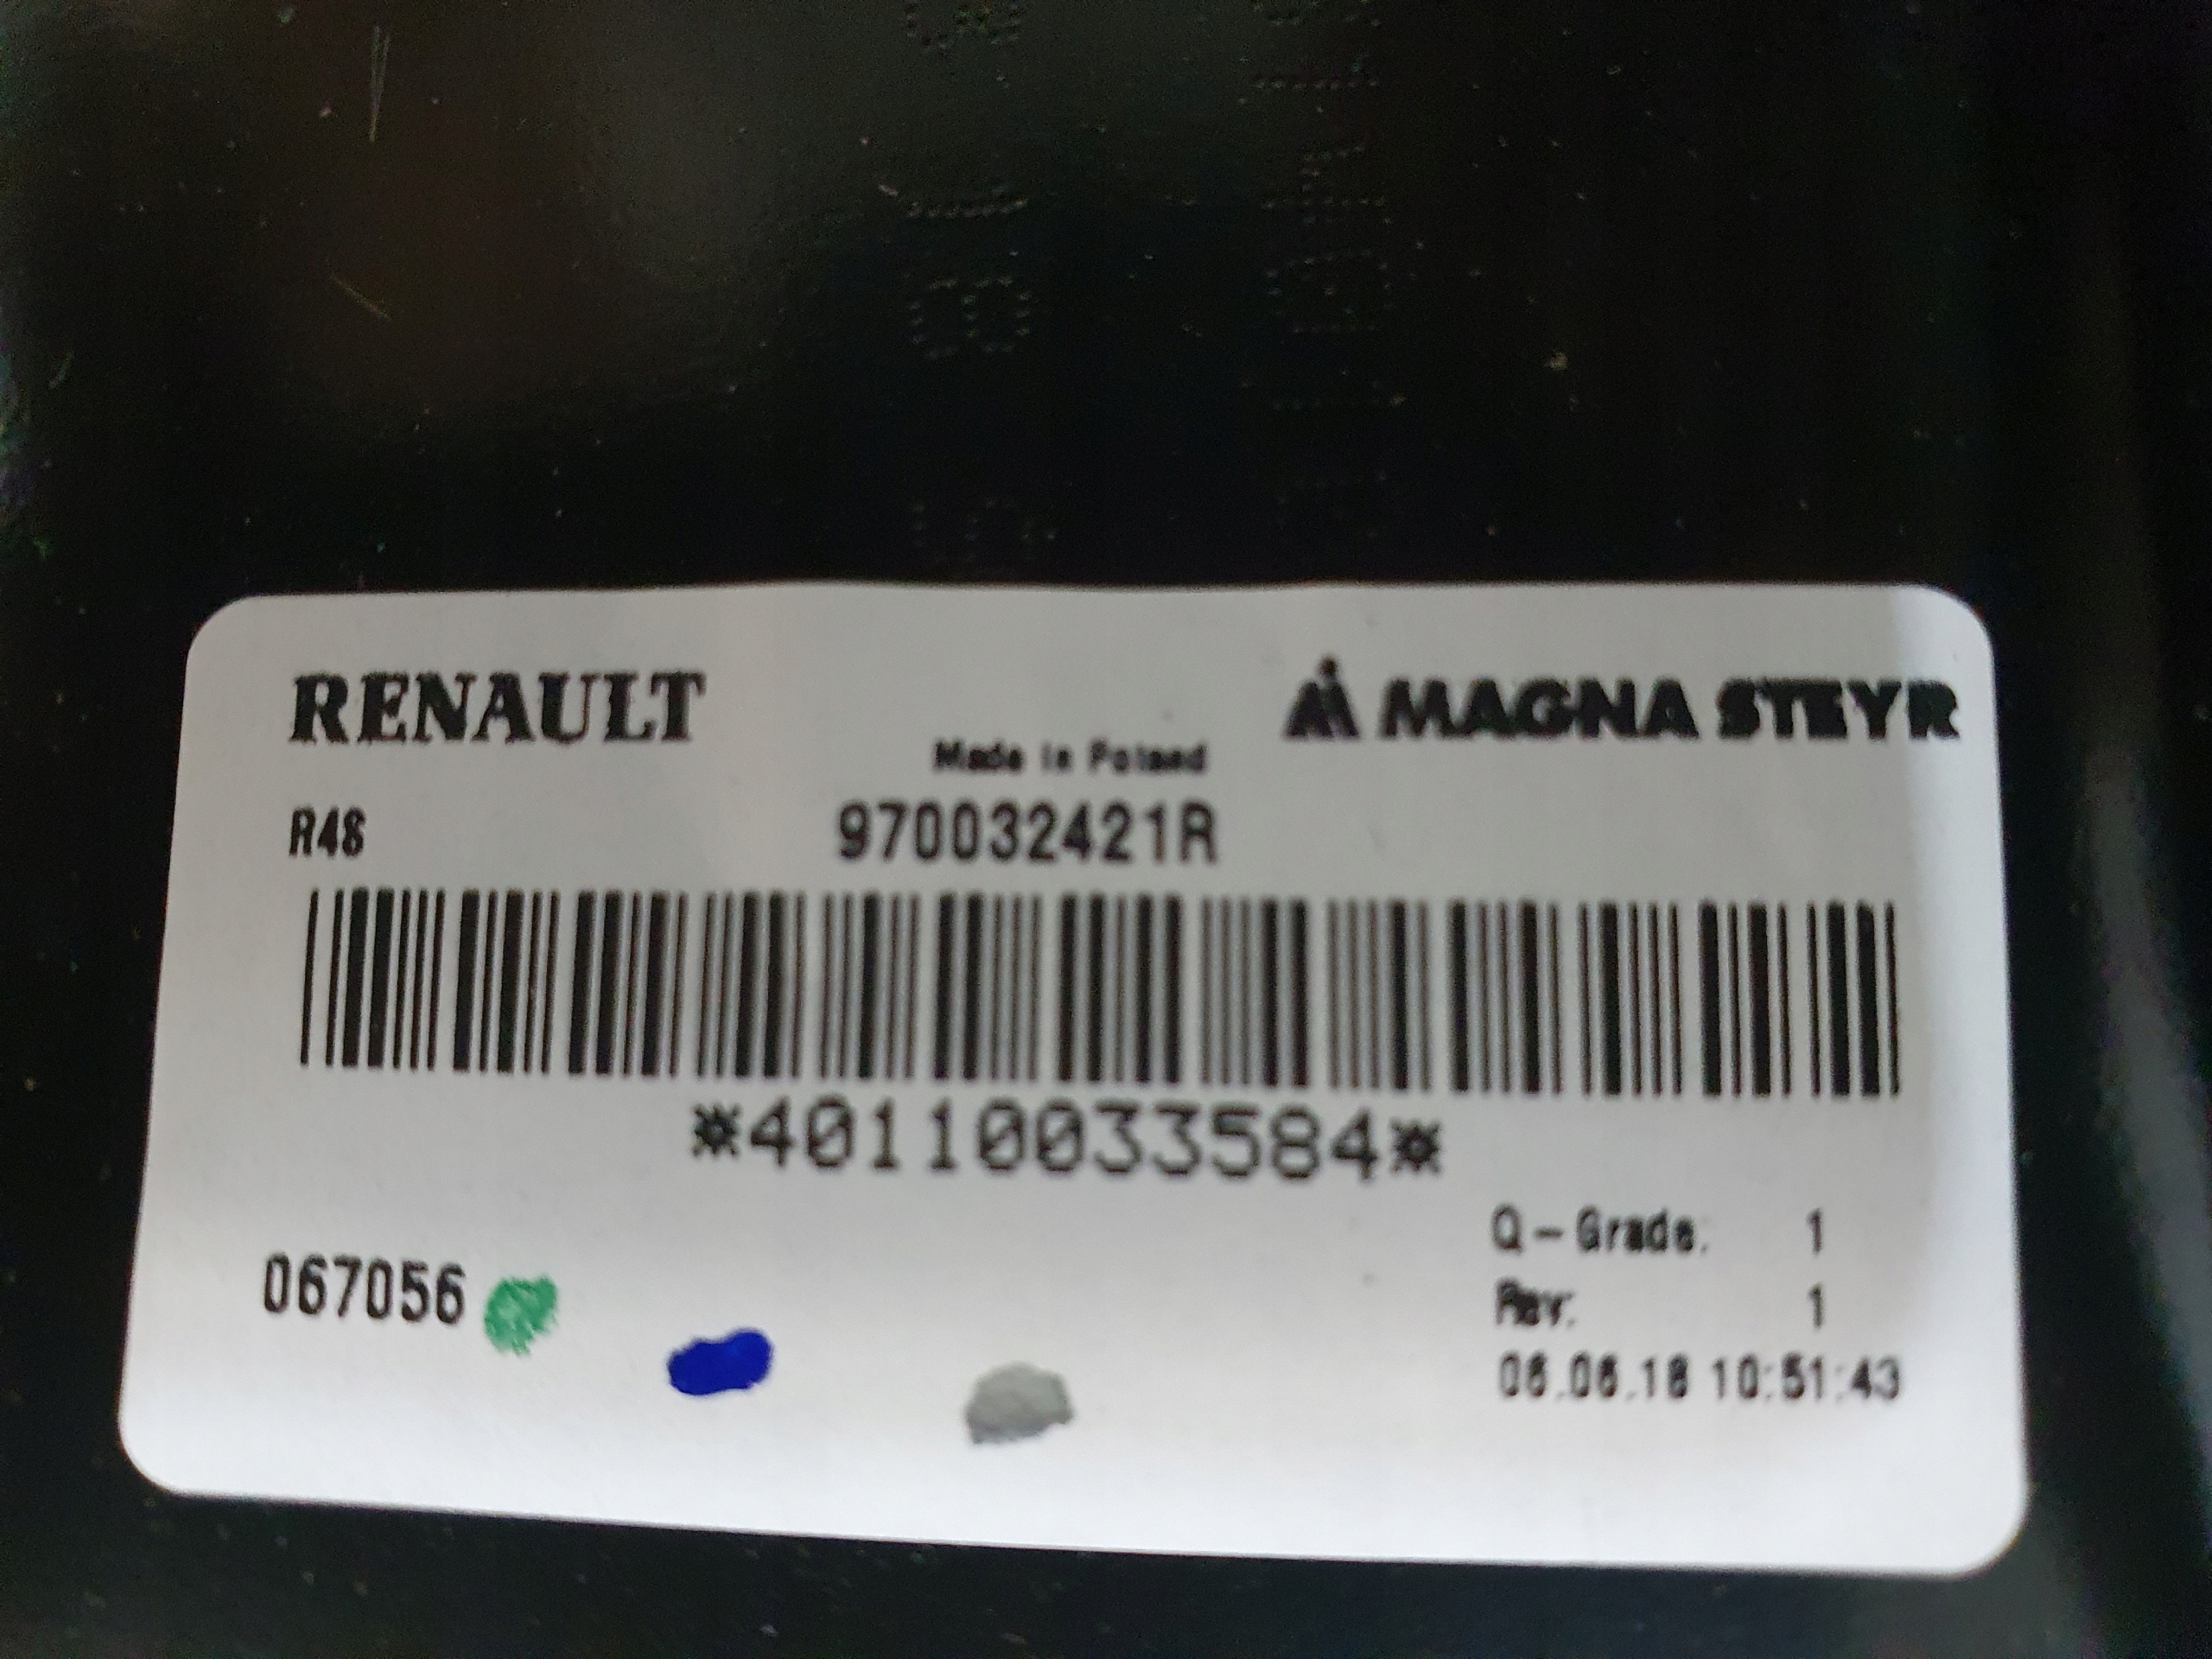 RENAULT
MAGNA STEYR
Made in Poland
R4S
970032421R
*40110033584*
067056
Q-Grade: 1
Rev: 1
06.06.18 10:51:43